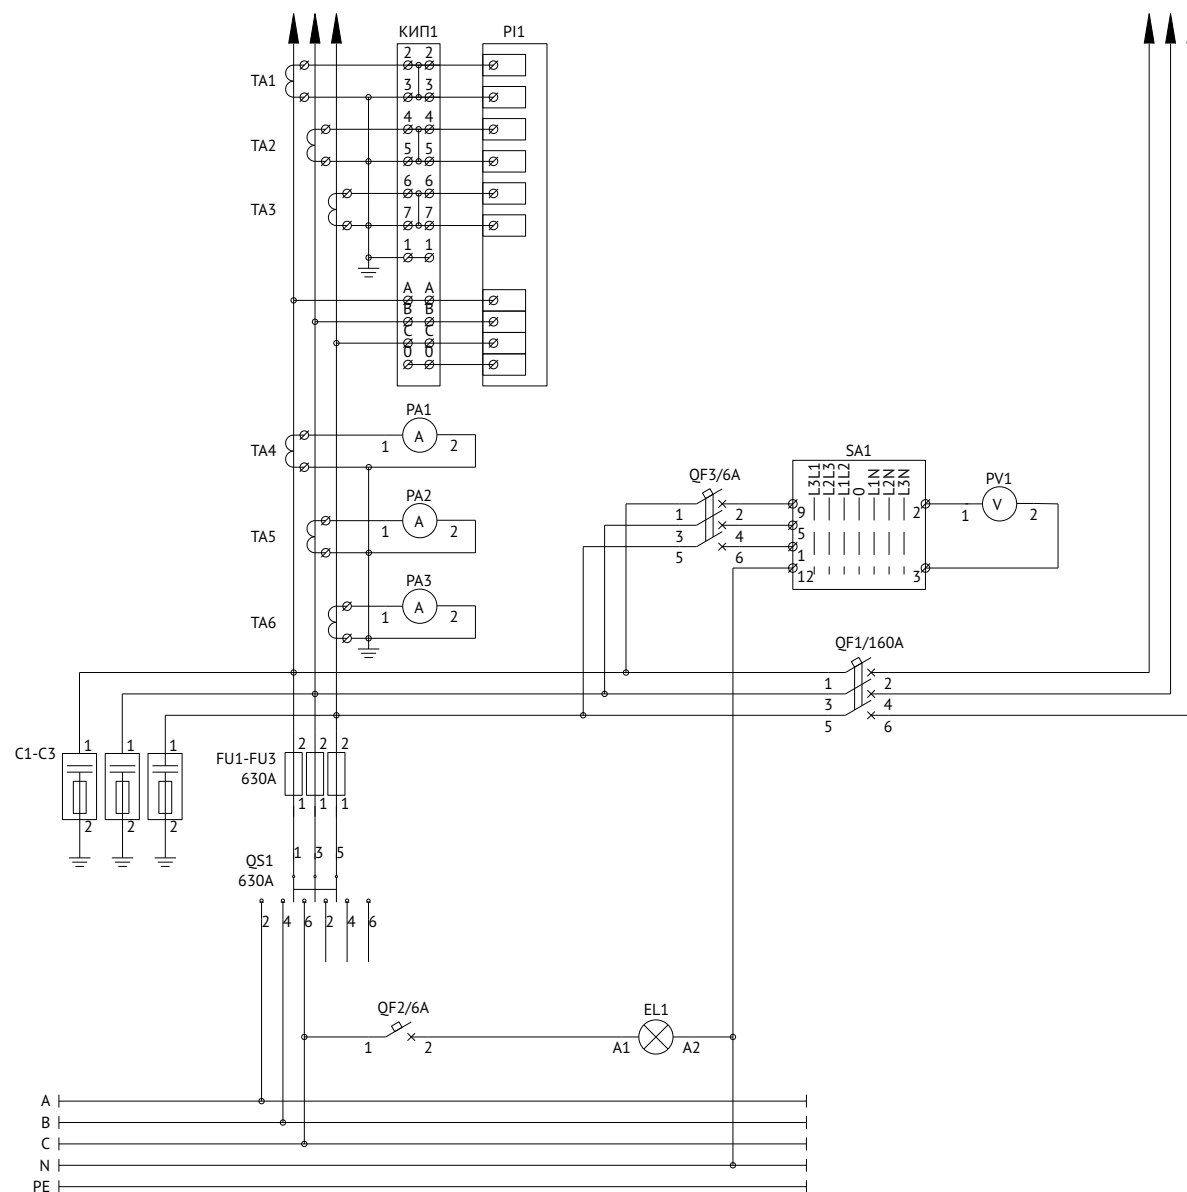 КИП1 PI1
2 2
TA1
3 3
4 4
TA2
5 5
6 6
TA3
7 7
1 1
A A
B B
C C
0 0
PA1
A
1 2
TA4
PA2
A
1 2
TA5
PA3
A
1 2
TA6
SA1
QF3/6A
L3L1 L2L3 L1L2 0 L1N L2N L3N
PV1
V
1 2
1 2 9 2
3 4 5
5 6 1
12 3
QF1/160A
1 2
3 4
5 6
C1-C3
1 1 1
2 2 2
FU1-FU3
630A
2 2 2
1 1 1
QS1
630A
1 3 5
2 4 6 2 4 6
QF2/6A
1 2
EL1
A1 A2
A
B
C
N
PE